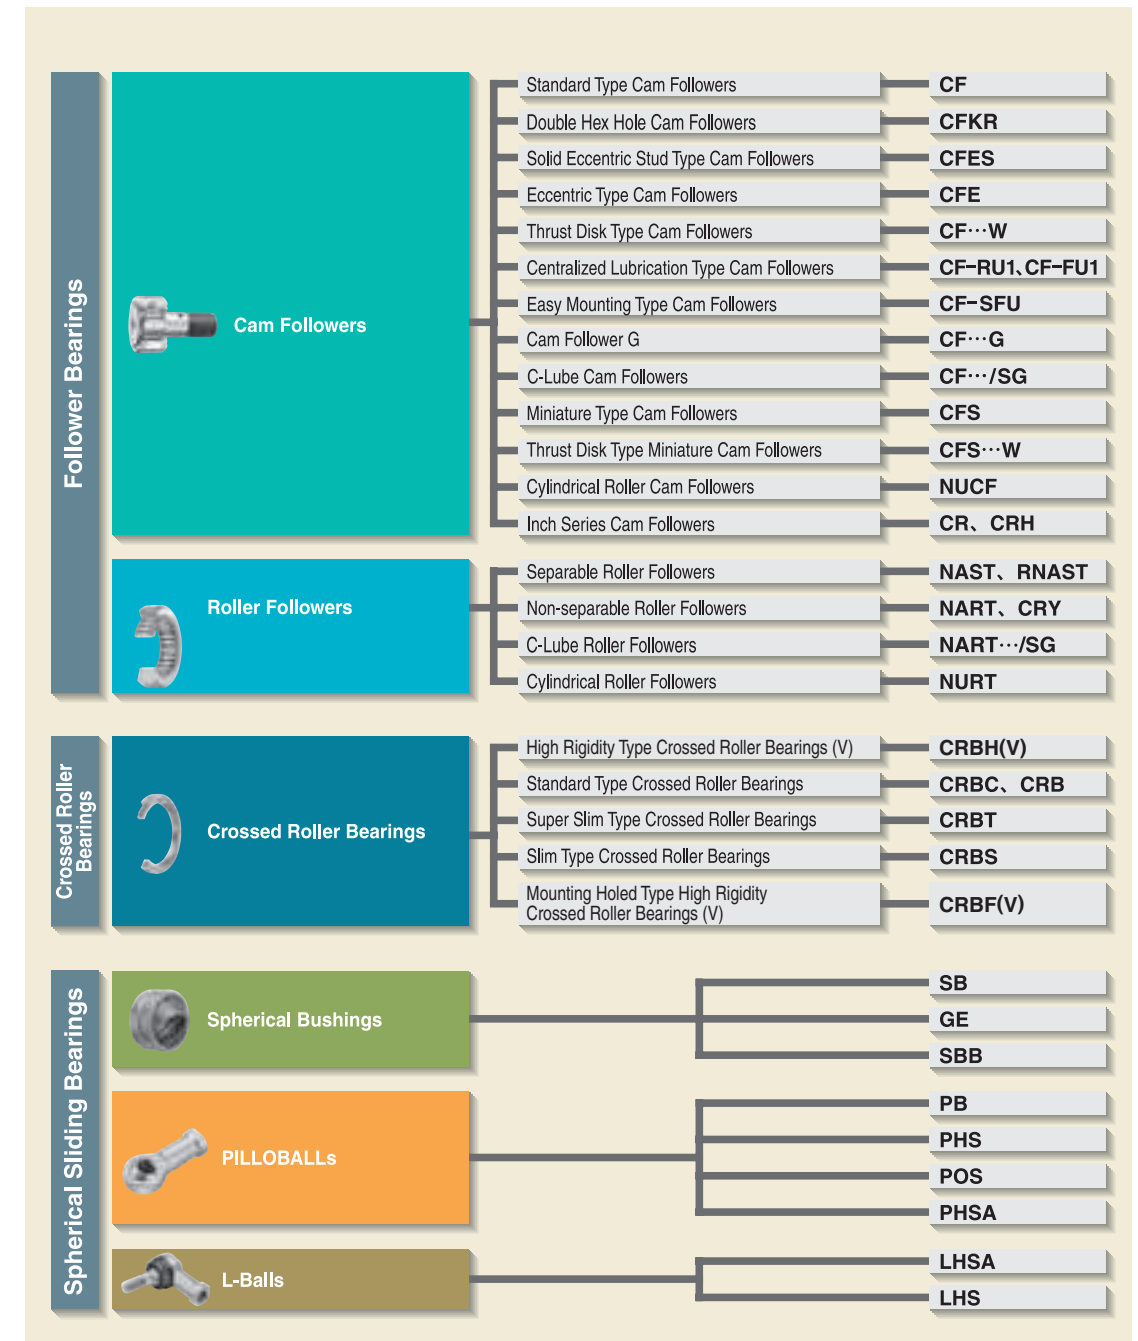 Follower Bearings
Cam Followers
Standard Type Cam Followers CF
Double Hex Hole Cam Followers CFKR
Solid Eccentric Stud Type Cam Followers CFES
Eccentric Type Cam Followers CFE
Thrust Disk Type Cam Followers CF···W
Centralized Lubrication Type Cam Followers CF-RU1、CF-FU1
Easy Mounting Type Cam Followers CF-SFU
Cam Follower G CF···G
C-Lube Cam Followers CF···/SG
Miniature Type Cam Followers CFS
Thrust Disk Type Miniature Cam Followers CFS···W
Cylindrical Roller Cam Followers NUCF
Inch Series Cam Followers CR、CRH
Roller Followers
Separable Roller Followers NAST、RNAST
Non-separable Roller Followers NART、CRY
C-Lube Roller Followers NART···/SG
Cylindrical Roller Followers NURT
Crossed Roller
Bearings
Crossed Roller Bearings
High Rigidity Type Crossed Roller Bearings (V) CRBH(V)
Standard Type Crossed Roller Bearings CRBC、CRB
Super Slim Type Crossed Roller Bearings CRBT
Slim Type Crossed Roller Bearings CRBS
Mounting Holed Type High Rigidity
Crossed Roller Bearings (V) CRBF(V)
Spherical Sliding Bearings
Spherical Bushings
SB
GE
SBB
PILLOBALLs
PB
PHS
POS
PHSA
L-Balls
LHSA
LHS